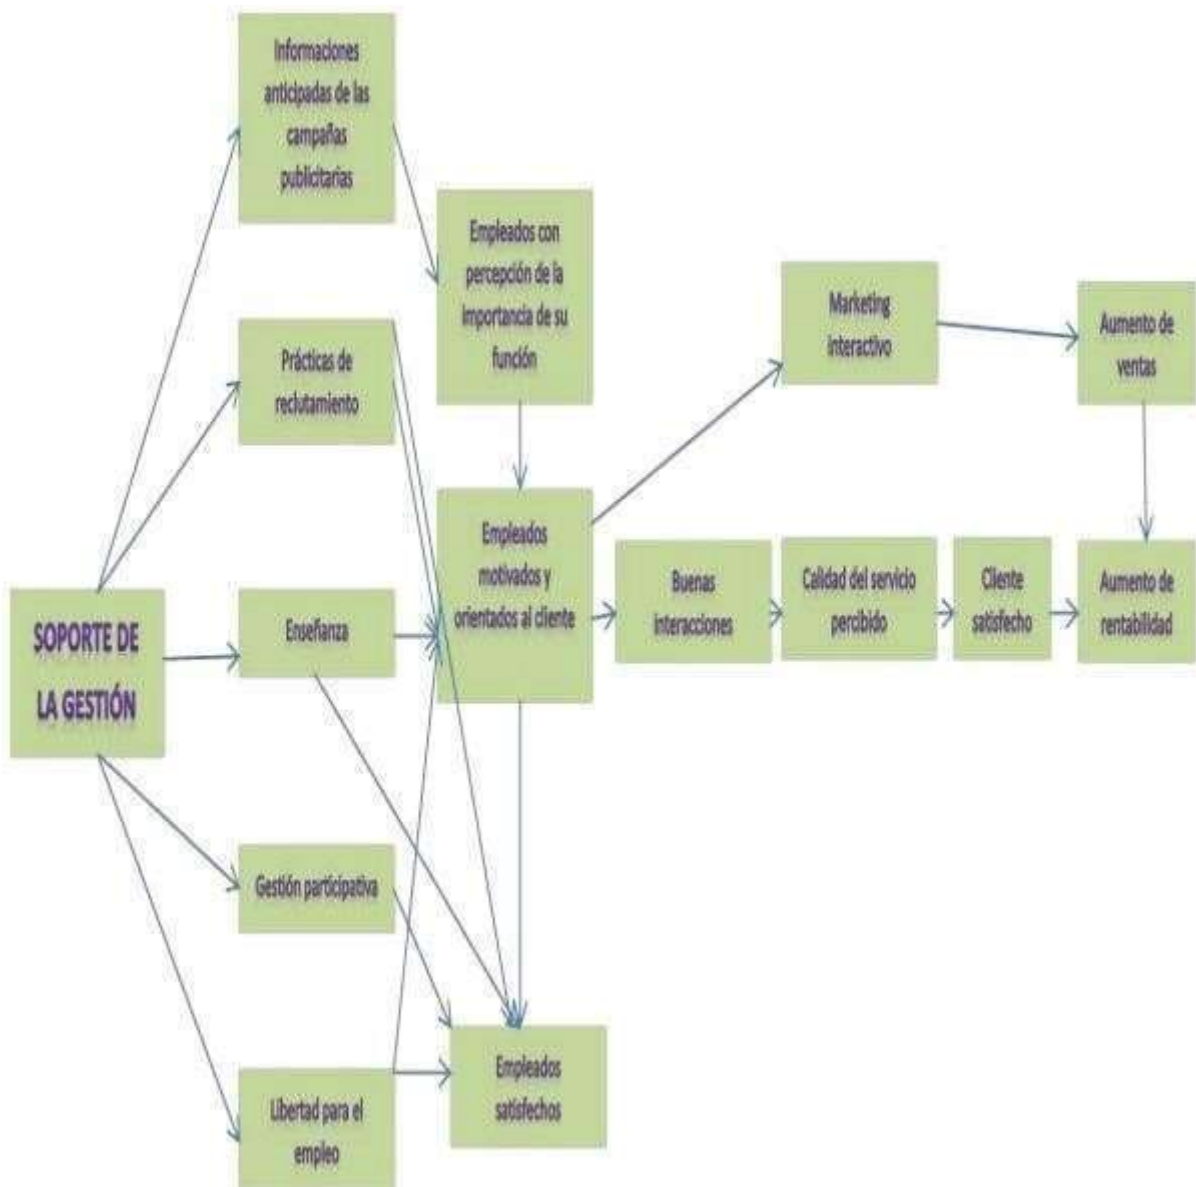 Informaciones
anticipadas de las
campañas
publicitarias
Empleados con
percepción de la
importancia de su
función
Marketing
interactivo
Aumento de
ventas
Prácticas de
reclutamiento
Empleados
motivados y
orientados al cliente
Buenas
interacciones
Calidad del servicio
percibido
Cliente
satisfecho
Aumento de
rentabilidad
SOPORTE DE
LA GESTIÓN
Enseñanza
Gestión participativa
Empleados
satisfechos
Libertad para el
empleo